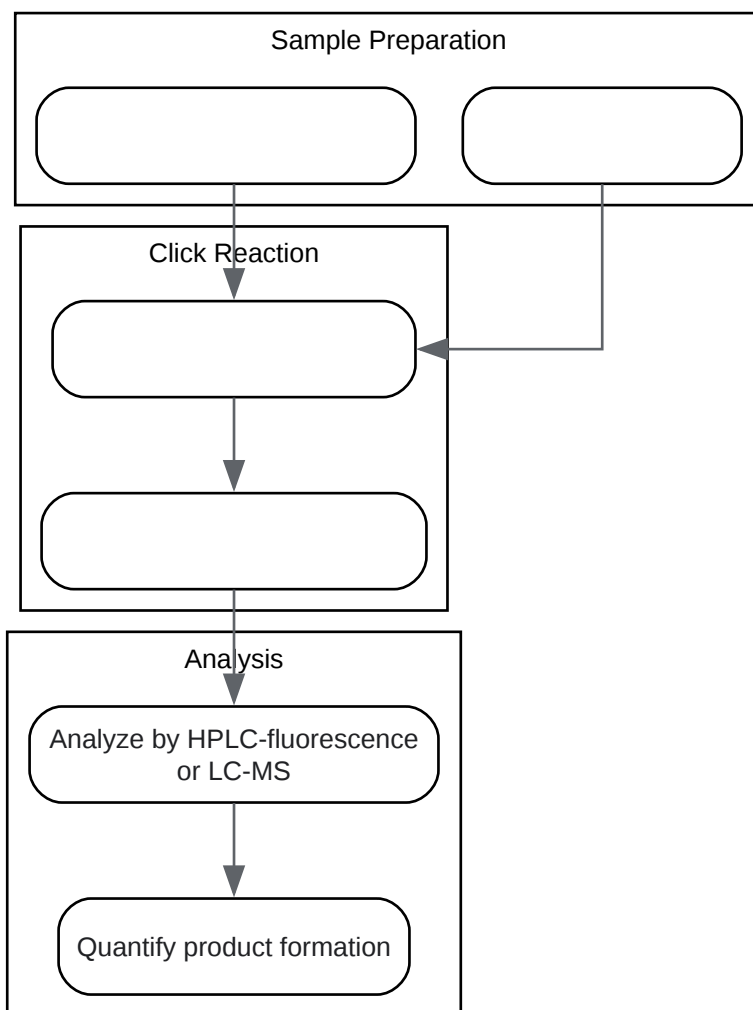 Sample Preparation
Click Reaction
Analysis
Analyze by HPLC-fluorescence
or LC-MS
Quantify product formation